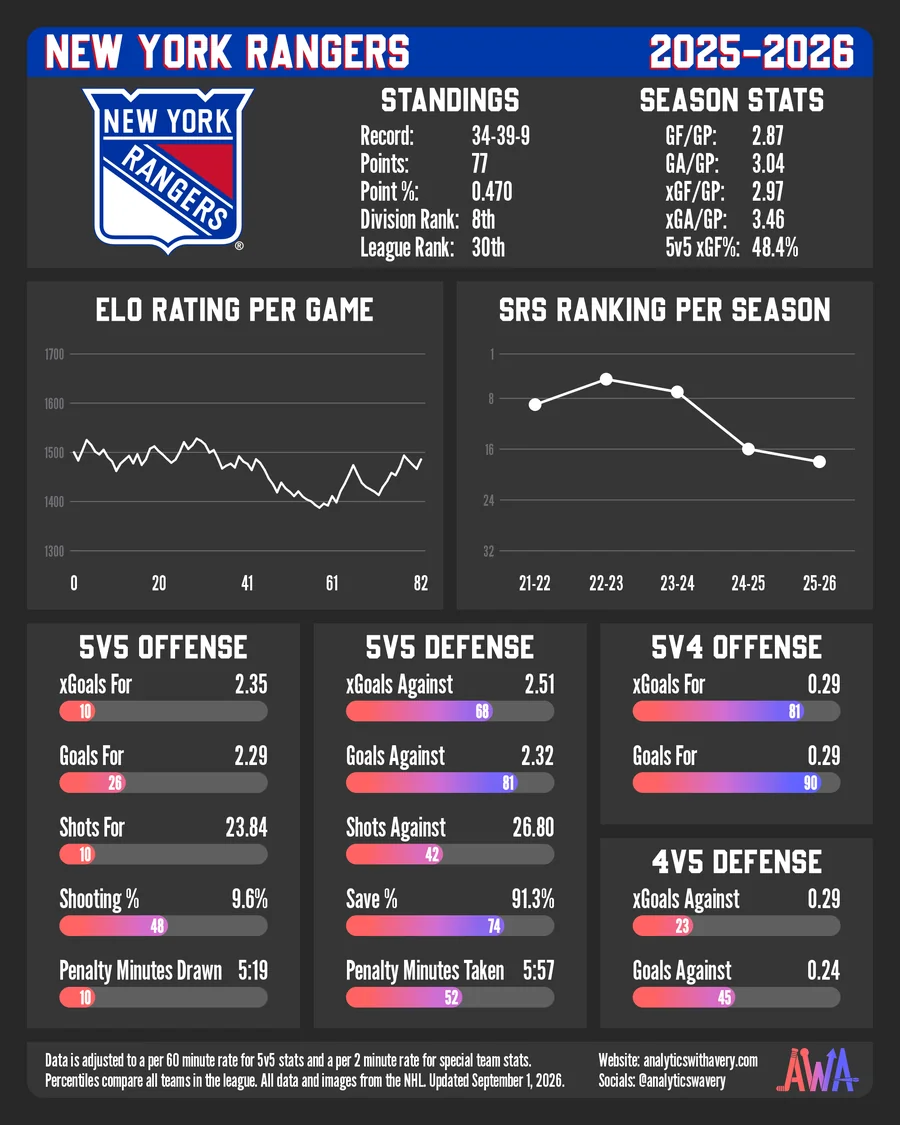 NEW YORK RANGERS 2025-2026
NEW YORK
RANGERS
®
STANDINGS
Record: 34-39-9
Points: 77
Point %: 0.470
Division Rank: 8th
League Rank: 30th
SEASON STATS
GF/GP: 2.87
GA/GP: 3.04
xGF/GP: 2.97
xGA/GP: 3.46
5v5 xGF%: 48.4%
ELO RATING PER GAME
1700
1600
1500
1400
1300
0 20 41 61 82
SRS RANKING PER SEASON
1
8
16
24
32
21-22 22-23 23-24 24-25 25-26
5V5 OFFENSE
xGoals For 2.35
10
Goals For 2.29
26
Shots For 23.84
10
Shooting % 9.6%
48
Penalty Minutes Drawn 5:19
10
5V5 DEFENSE
xGoals Against 2.51
68
Goals Against 2.32
81
Shots Against 26.80
42
Save % 91.3%
74
Penalty Minutes Taken 5:57
52
5V4 OFFENSE
xGoals For 0.29
81
Goals For 0.29
90
4V5 DEFENSE
xGoals Against 0.29
23
Goals Against 0.24
45
Data is adjusted to a per 60 minute rate for 5v5 stats and a per 2 minute rate for special team stats.
Percentiles compare all teams in the league. All data and images from the NHL. Updated September 1, 2026.
Website: analyticswithavery.com
Socials: @analyticswavery
AWA